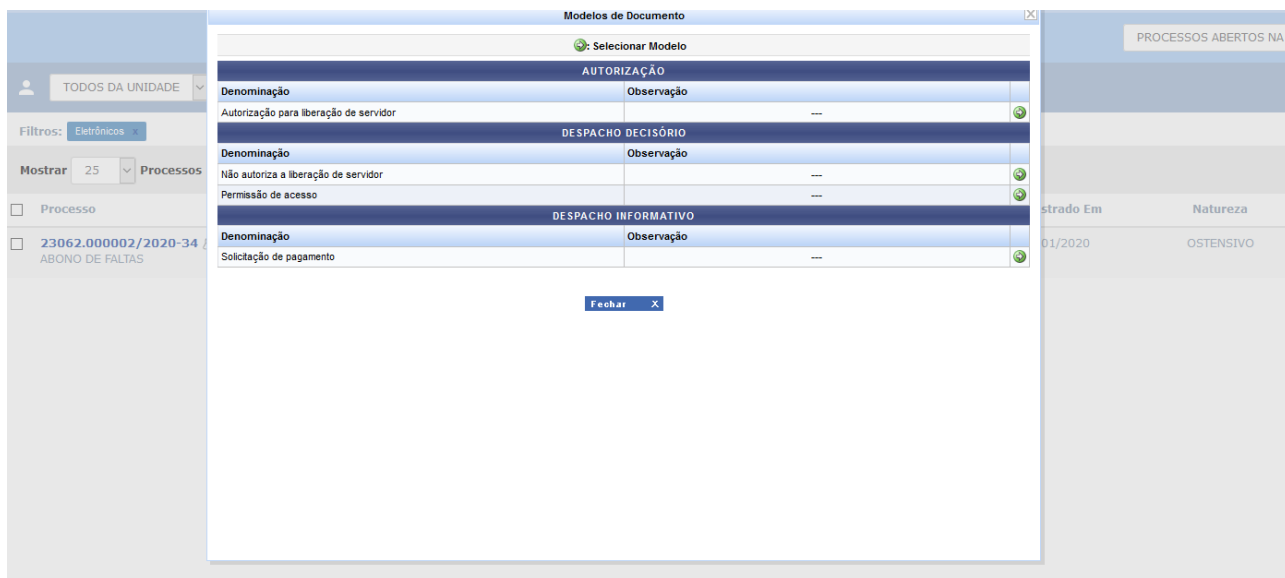 Modelos de Documento
PROCESSOS ABERTOS NA
: Selecionar Modelo
AUTORIZAÇÃO
TODOS DA UNIDADE
Denominação Observação
Autorização para liberação de servidor ---
Filtros: Eletrônicos x
DESPACHO DECISÓRIO
Denominação Observação
Mostrar 25 Processos
Não autoriza a liberação de servidor ---
Permissão de acesso ---
Processo strado Em Natureza
DESPACHO INFORMATIVO
Denominação Observação
23062.000002/2020-34 01/2020 OSTENSIVO
ABONO DE FALTAS
Solicitação de pagamento ---
Fechar X